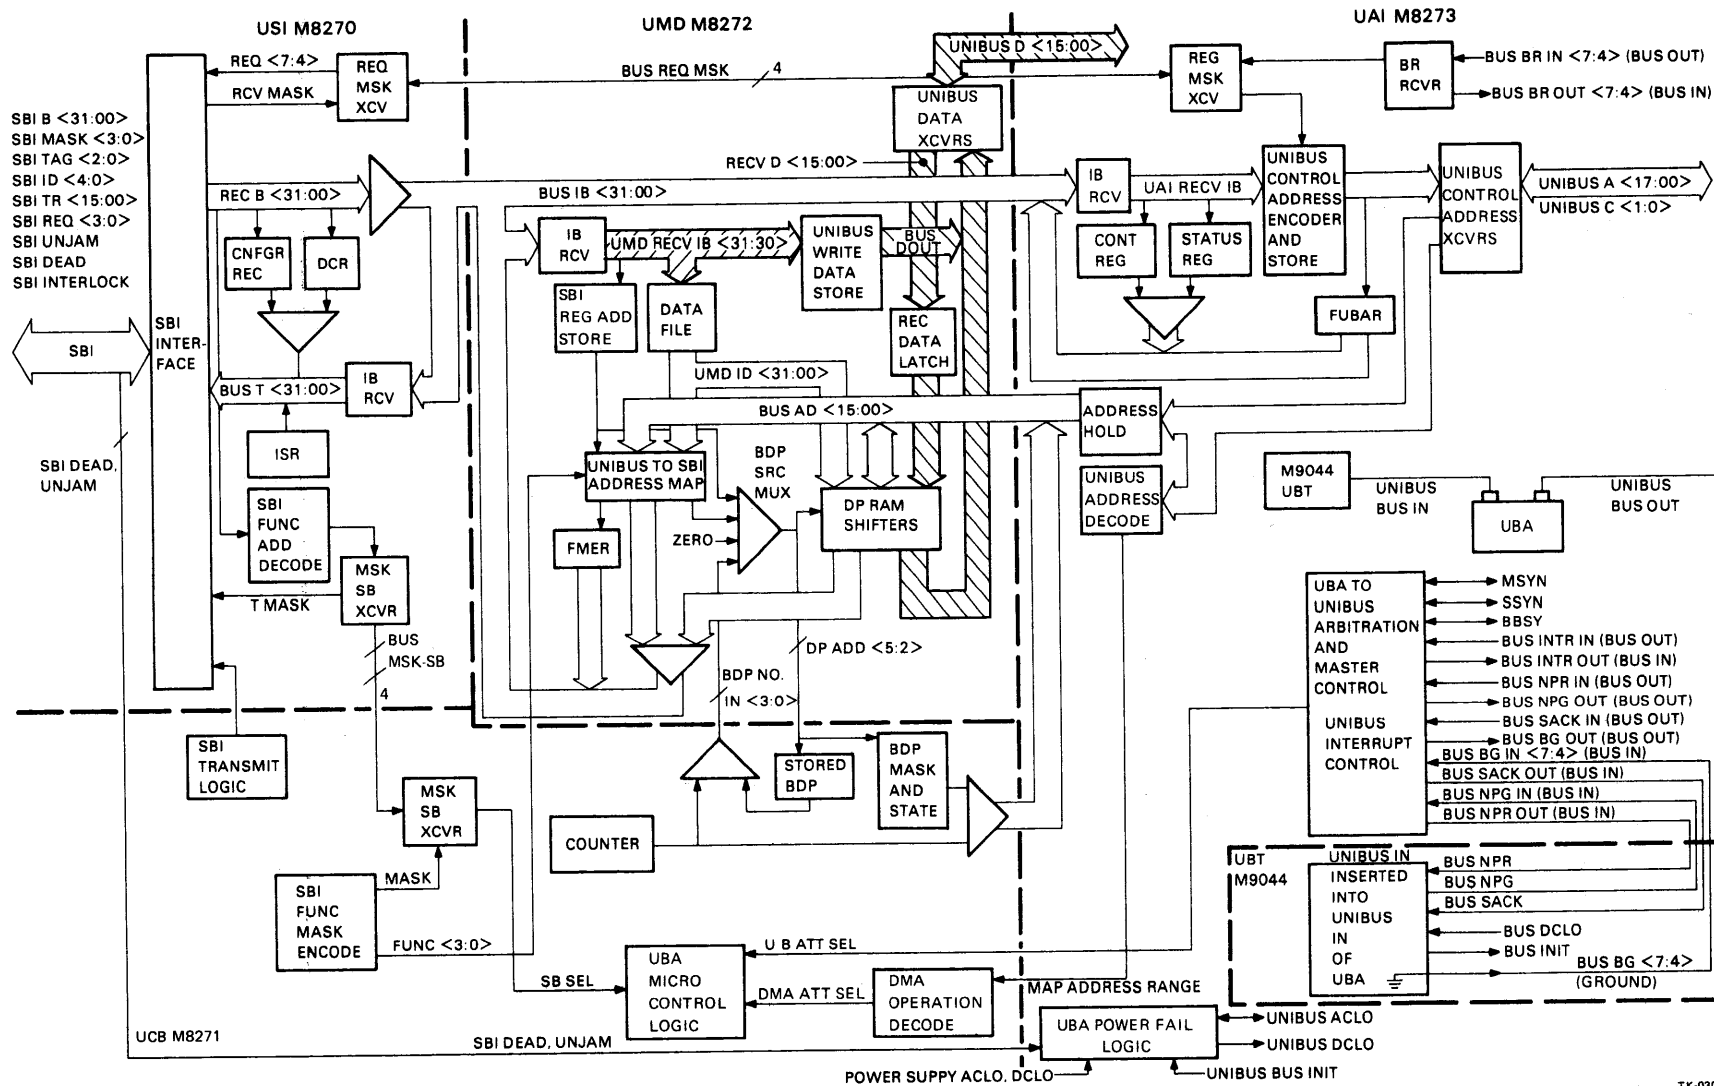 USI M8270
UMD M8272
UAI M8273
REQ <7:4>
RCV MASK
REQ
MSK
XCV
BUS REQ MSK
4
UNIBUS D <15:00>
UNIBUS
DATA
XCVRS
REG
MSK
XCV
BR
RCVR
BUS BR IN <7:4> (BUS OUT)
BUS BR OUT <7:4> (BUS IN)
SBI B <31:00>
SBI MASK <3:0>
SBI TAG <2:0>
SBI ID <4:0>
SBI TR <15:00>
SBI REQ <3:0>
SBI UNJAM
SBI DEAD
SBI INTERLOCK
SBI
SBI
INTER-
FACE
SBI DEAD,
UNJAM
REC B <31:00>
CNFGR
REC
DCR
BUS T <31:00>
IB
RCV
ISR
SBI
FUNC
ADD
DECODE
T MASK
MSK
SB
XCVR
BUS
MSK-SB
4
RECV D <15:00>
BUS IB <31:00>
IB
RCV
UMD RECV IB <31:30>
UNIBUS
WRITE
DATA
STORE
BUS
DOUT
SBI
REG ADD
STORE
DATA
FILE
REC
DATA
LATCH
UMD ID <31:00>
BUS AD <15:00>
UNIBUS TO SBI
ADDRESS MAP
BDP
SRC
MUX
ZERO
FMER
DP RAM
SHIFTERS
DP ADD <5:2>
BDP NO.
IN <3:0>
IB
RCV
UAI RECV IB
CONT
REG
STATUS
REG
UNIBUS
CONTROL
ADDRESS
ENCODER
AND
STORE
UNIBUS
CONTROL
ADDRESS
XCVRS
UNIBUS A <17:00>
UNIBUS C <1:0>
FUBAR
ADDRESS
HOLD
UNIBUS
ADDRESS
DECODE
M9044
UBT
UNIBUS
BUS IN
UBA
UNIBUS
BUS OUT
UBA TO
UNIBUS
ARBITRATION
AND
MASTER
CONTROL
UNIBUS
INTERRUPT
CONTROL
MSYN
SSYN
BBSY
BUS INTR IN (BUS OUT)
BUS INTR OUT (BUS IN)
BUS NPR IN (BUS OUT)
BUS NPG OUT (BUS OUT)
BUS SACK IN (BUS OUT)
BUS BG OUT (BUS OUT)
BUS BG IN <7:4> (BUS IN)
BUS SACK OUT (BUS IN)
BUS NPG IN (BUS IN)
BUS NPR OUT (BUS IN)
SBI
TRANSMIT
LOGIC
MSK
SB
XCVR
MASK
SBI
FUNC
MASK
ENCODE
FUNC <3:0>
COUNTER
STORED
BDP
BDP
MASK
AND
STATE
UBA
MICRO
CONTROL
LOGIC
U B ATT SEL
SB SEL
DMA ATT SEL
DMA
OPERATION
DECODE
MAP ADDRESS RANGE
UBT
M9044
UNIBUS IN
INSERTED
INTO
UNIBUS
IN
OF
UBA
BUS NPR
BUS NPG
BUS SACK
BUS DCLO
BUS INIT
BUS BG <7:4>
(GROUND)
UCB M8271
SBI DEAD, UNJAM
UBA POWER FAIL
LOGIC
UNIBUS ACLO
UNIBUS DCLO
POWER SUPPY ACLO, DCLO
UNIBUS BUS INIT